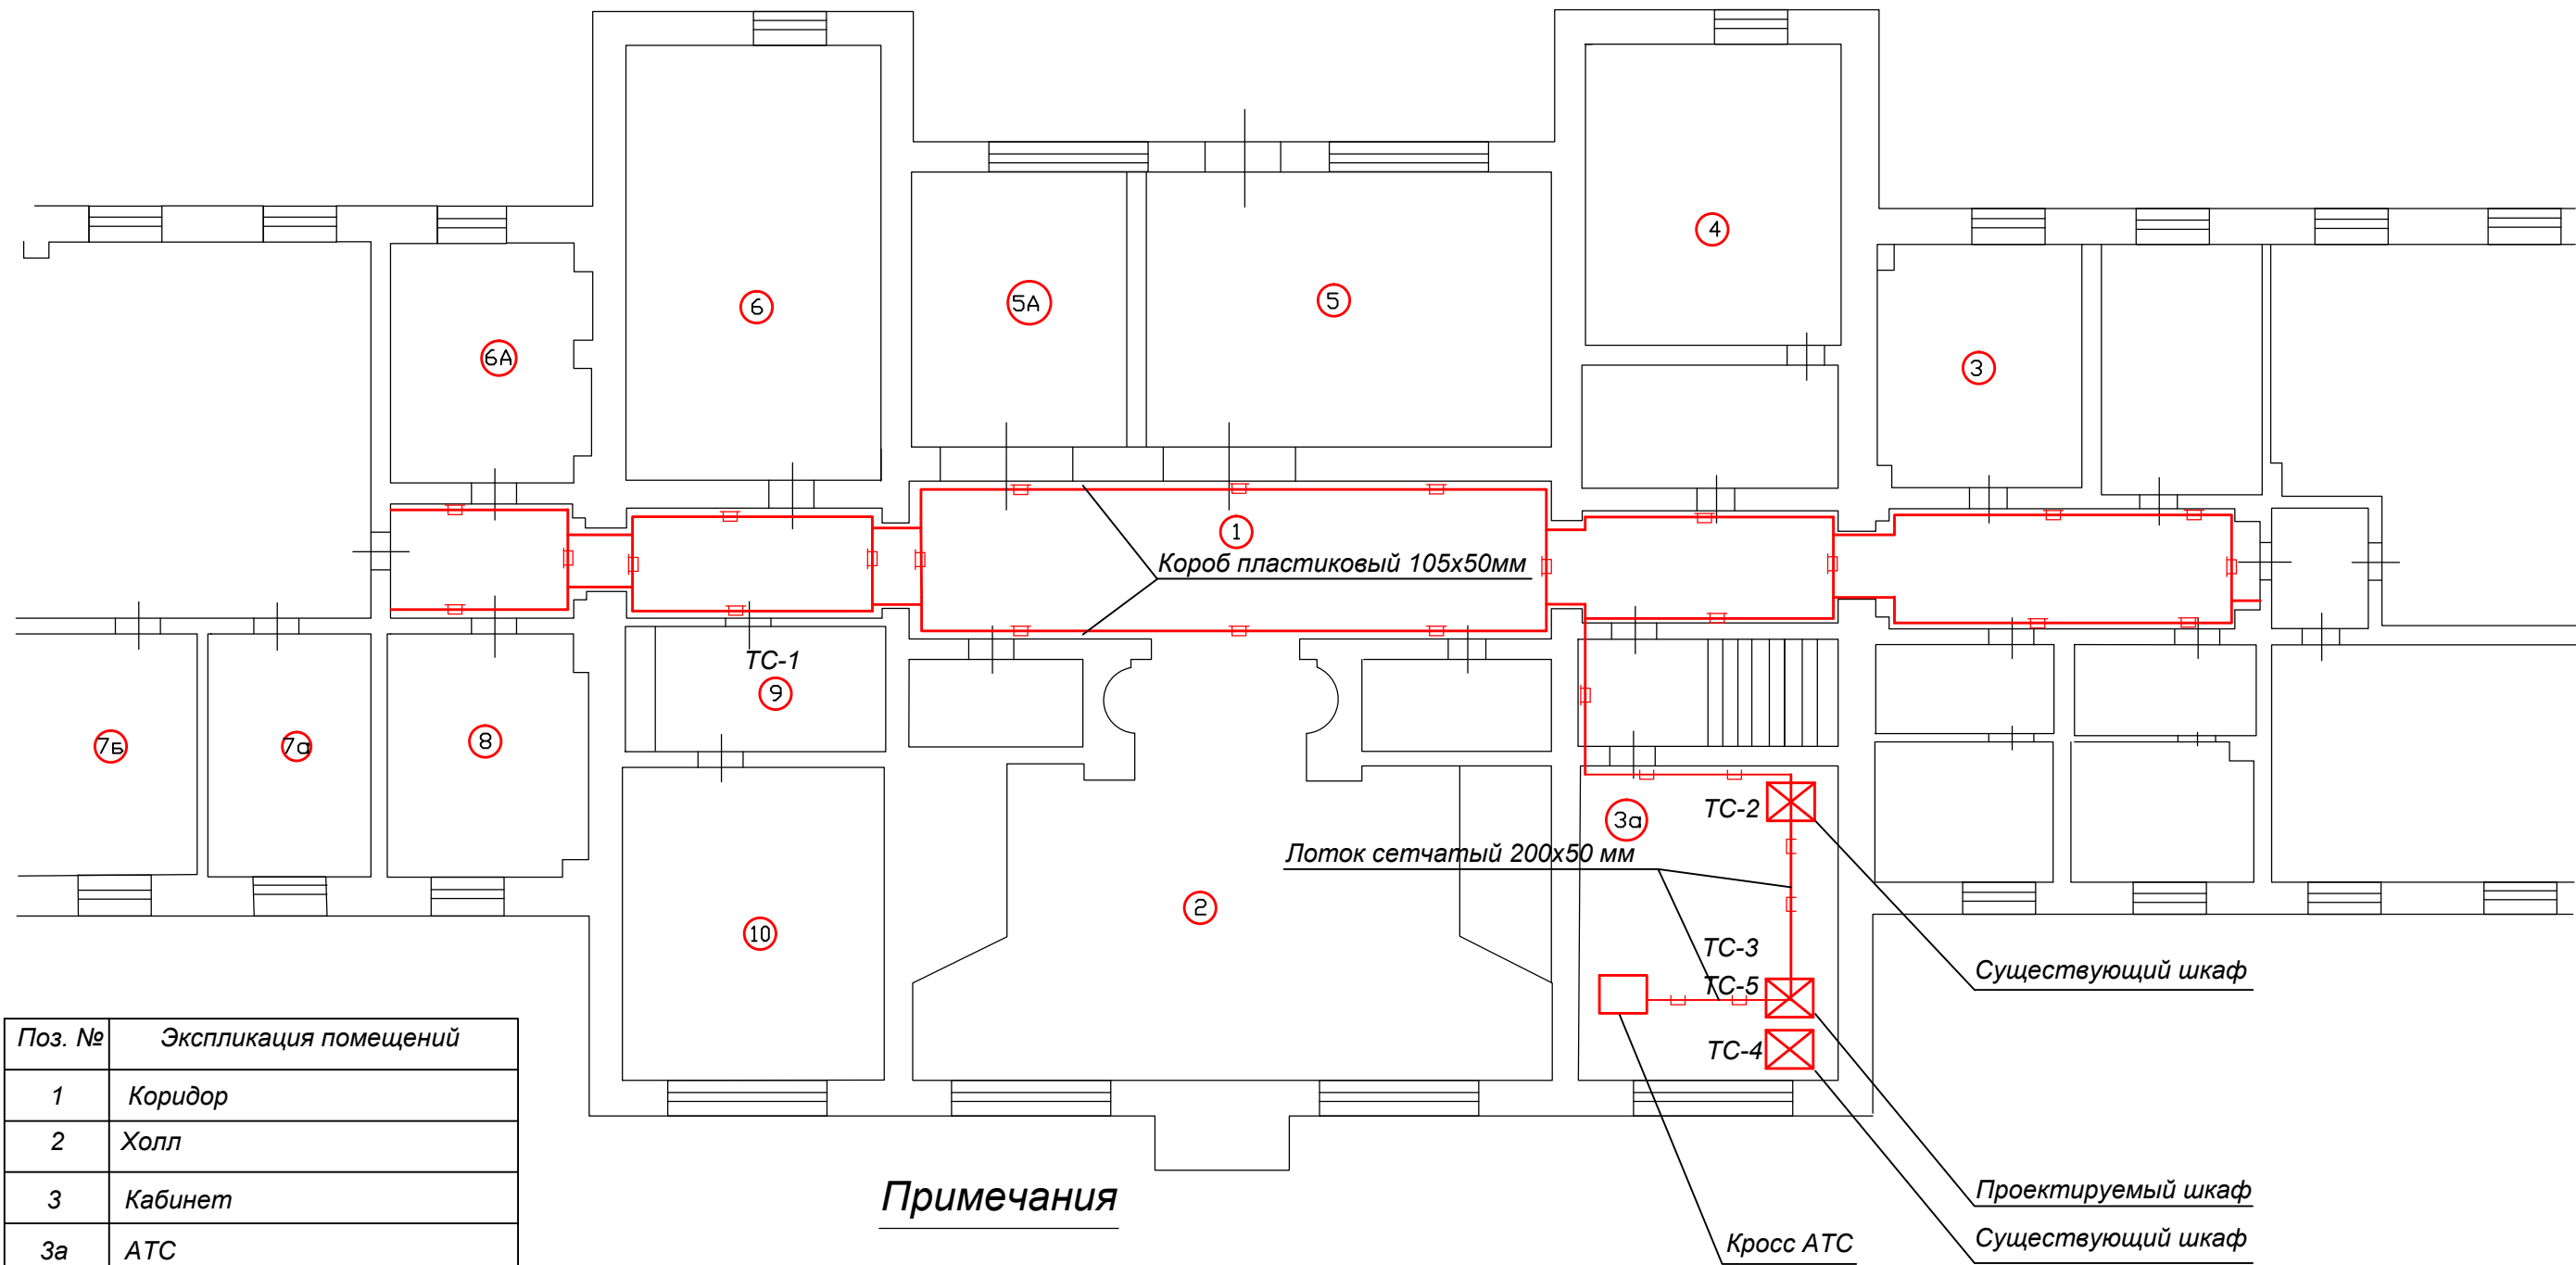 4
6
5А
5
6А
3
1
Короб пластиковый 105х50мм
ТС-1
9
7Б
7а
8
3а
ТС-2
Лоток сетчатый 200х50 мм
2
10
ТС-3
ТС-5
ТС-4
Существующий шкаф
Проектируемый шкаф
Существующий шкаф
Кросс АТС
Примечания
Поз. № Экспликация помещений
1 Коридор
2 Холл
3 Кабинет
3а АТС